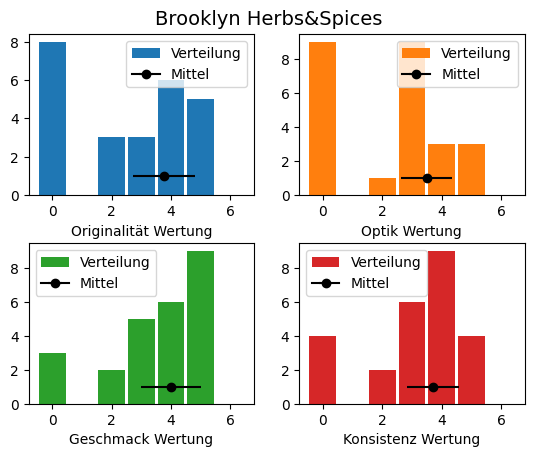 Brooklyn Herbs&Spices
8
6
4
2
0
Verteilung
Mittel
0 2 4 6
Originalität Wertung
8
6
4
2
0
Verteilung
Mittel
0 2 4 6
Optik Wertung
8
6
4
2
0
Verteilung
Mittel
0 2 4 6
Geschmack Wertung
8
6
4
2
0
Verteilung
Mittel
0 2 4 6
Konsistenz Wertung